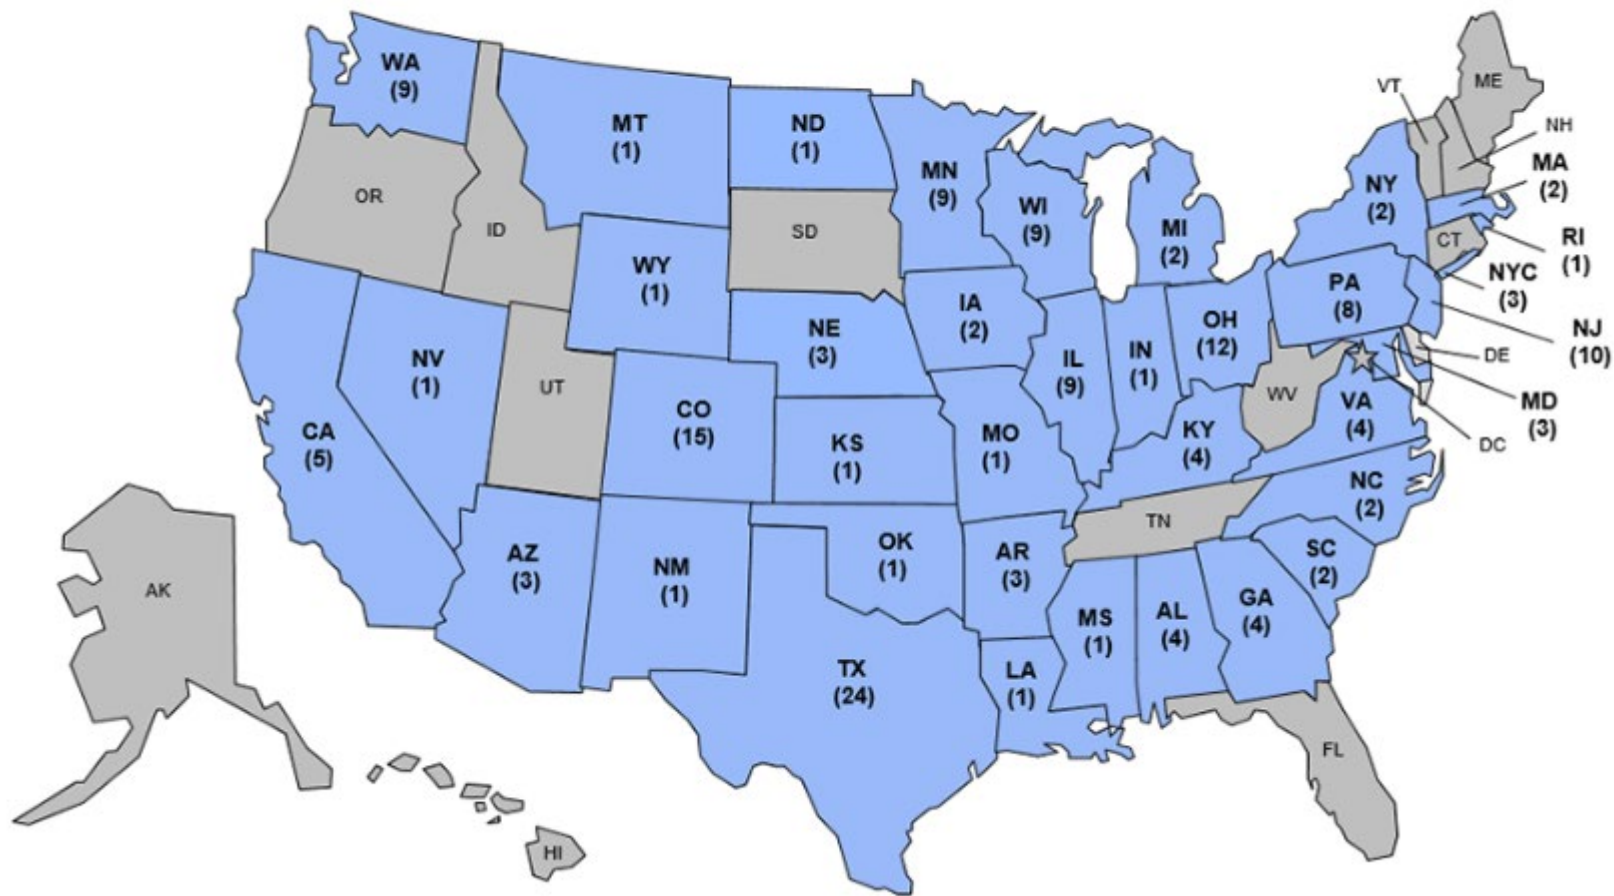 WA
(9)
MT
(1)
ND
(1)
MN
(9)
WI
(9)
MI
(2)
NY
(2)
VT
ME
NH
MA
(2)
RI
(1)
CT
NYC
(3)
NJ
(10)
OR
ID
SD
WY
(1)
IA
(2)
NE
(3)
PA
(8)
OH
(12)
IN
(1)
IL
(9)
DE
MD
(3)
DC
WV
VA
(4)
NV
(1)
UT
CO
(15)
CA
(5)
KS
(1)
MO
(1)
KY
(4)
NC
(2)
TN
SC
(2)
AZ
(3)
NM
(1)
OK
(1)
AR
(3)
MS
(1)
AL
(4)
GA
(4)
AK
TX
(24)
LA
(1)
FL
HI